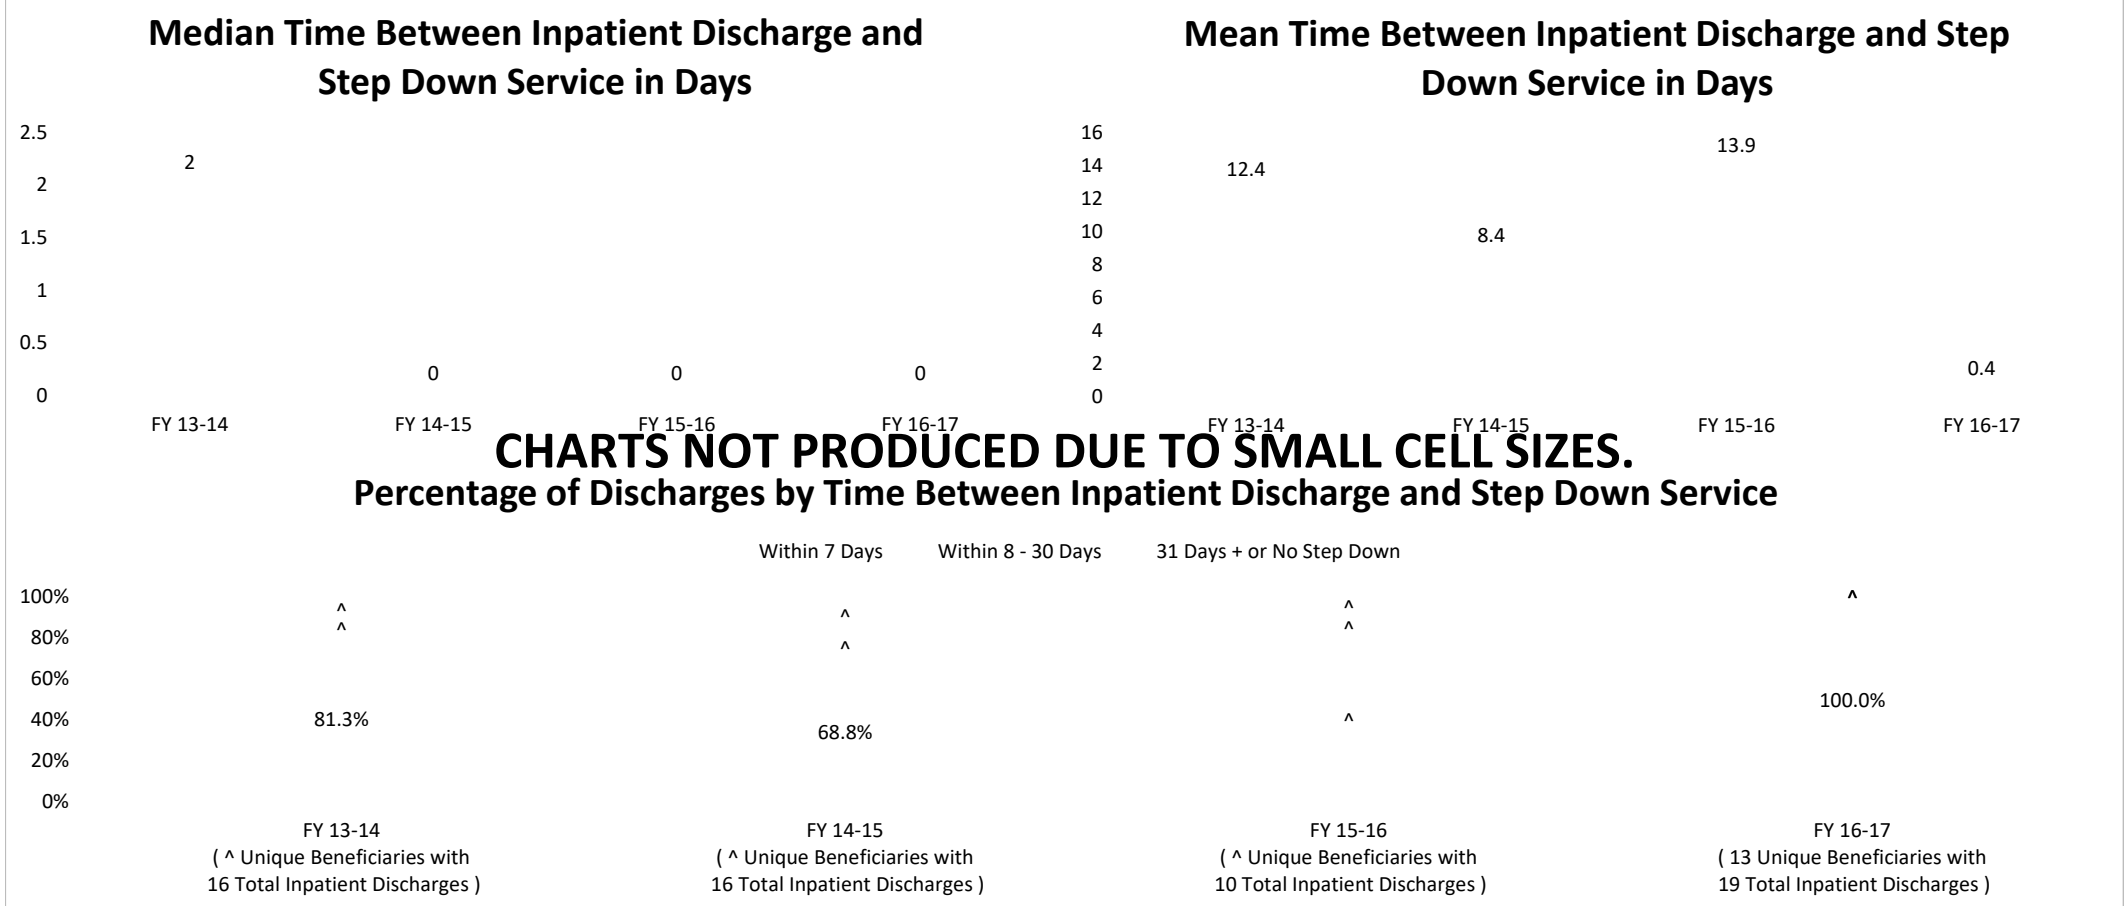 Median Time Between Inpatient Discharge and
Step Down Service in Days
2.5
2
1.5
1
0.5
0
2
0
0
0
FY 13-14
FY 14-15
FY 15-16
FY 16-17
Mean Time Between Inpatient Discharge and Step
Down Service in Days
16
14
12
10
8
6
4
2
0
12.4
8.4
13.9
0.4
FY 13-14
FY 14-15
FY 15-16
FY 16-17
CHARTS NOT PRODUCED DUE TO SMALL CELL SIZES.
Percentage of Discharges by Time Between Inpatient Discharge and Step Down Service
Within 7 Days
Within 8 - 30 Days
31 Days + or No Step Down
100%
80%
60%
40%
20%
0%
^
^
81.3%
^
^
68.8%
^
^
^
^
100.0%
FY 13-14
( ^ Unique Beneficiaries with
16 Total Inpatient Discharges )
FY 14-15
( ^ Unique Beneficiaries with
16 Total Inpatient Discharges )
FY 15-16
( ^ Unique Beneficiaries with
10 Total Inpatient Discharges )
FY 16-17
( 13 Unique Beneficiaries with
19 Total Inpatient Discharges )